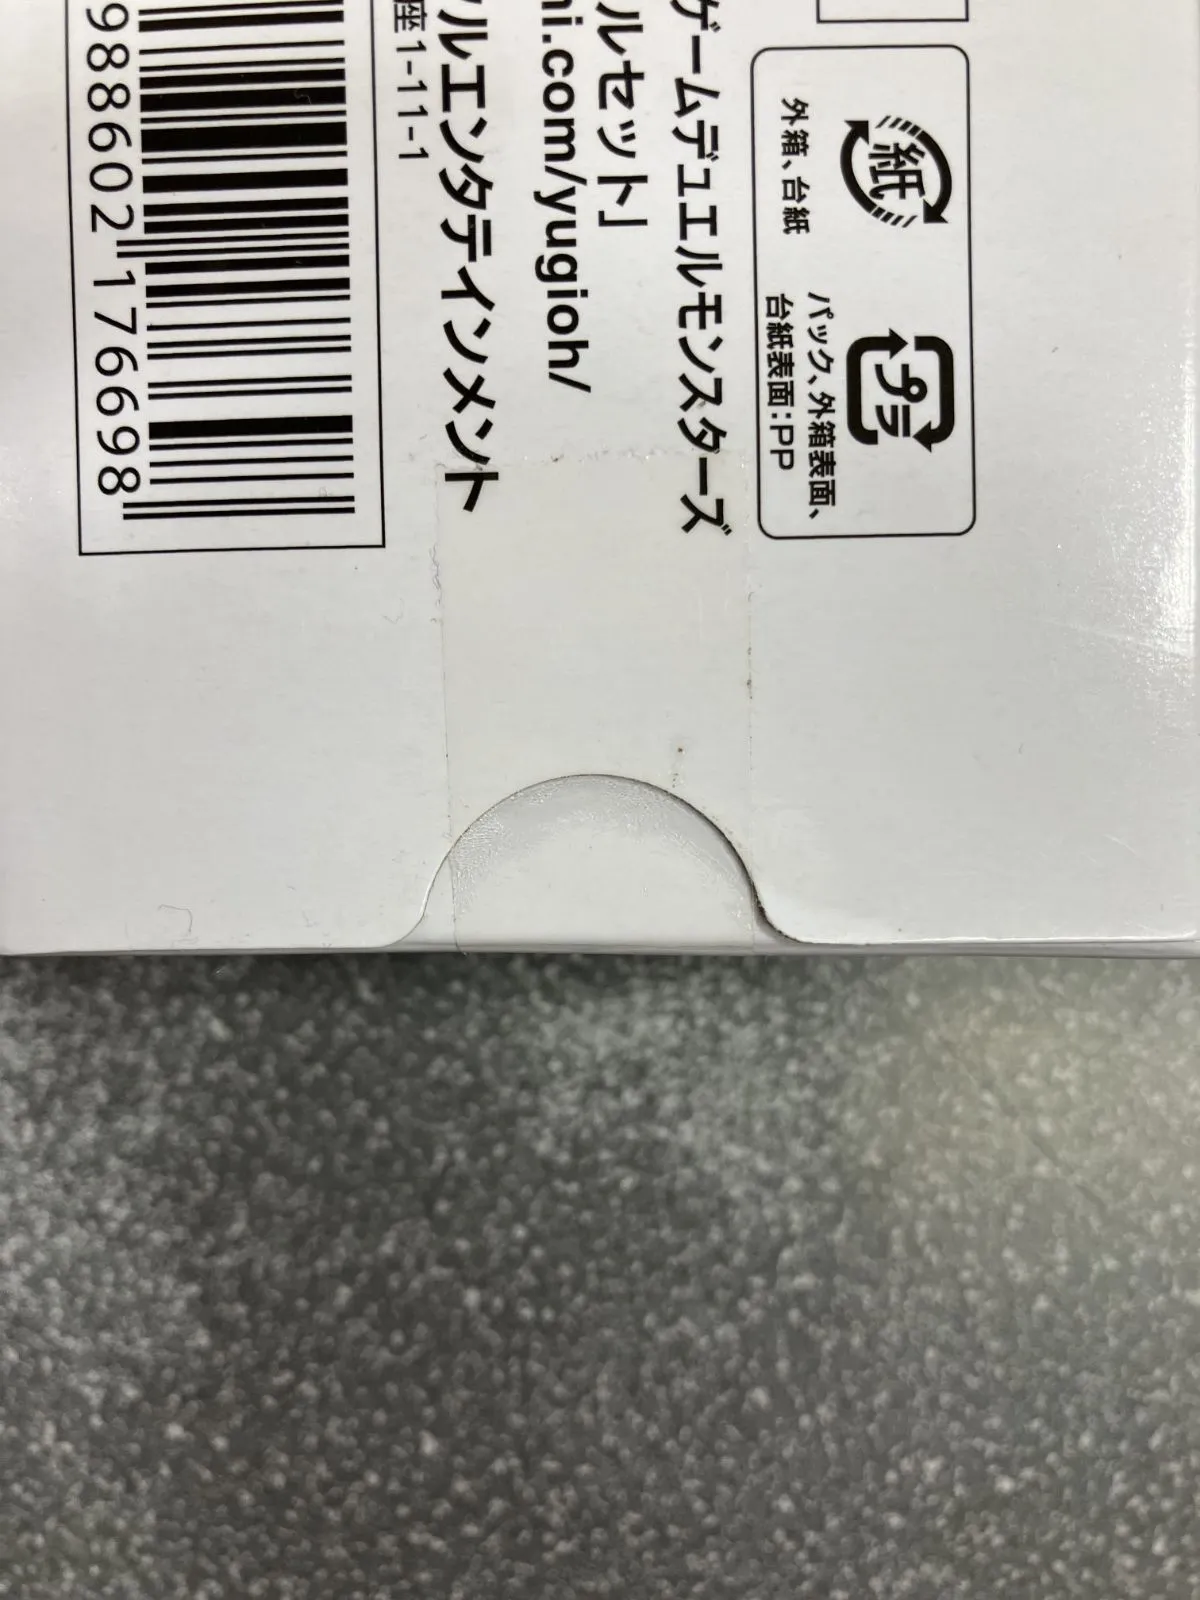 紙
外箱、台紙
プラ
パック、外箱表面、
台紙表面:PP
ゲームデュエルモンスターズ
ルセット」
ni.com/yugioh/
ルエンタテインメント
座1-11-1
988602 176698